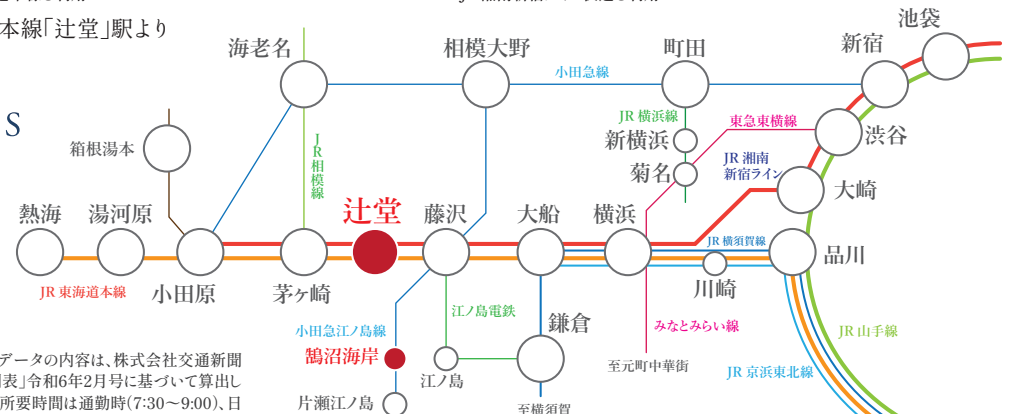 本線「辻堂」駅より
池袋
新宿
海老名
相模大野
町田
小田急線
S
JR 横浜線
東急東横線
渋谷
新横浜
箱根湯本
JR相模線
菊名
JR 湘南
新宿ライン
大崎
熱海
湯河原
辻堂
藤沢
大船
横浜
JR 横須賀線
品川
JR 東海道本線
小田原
茅ヶ崎
川崎
江ノ島電鉄
鎌倉
小田急江ノ島線
みなとみらい線
JR 山手線
鵠沼海岸
至元町中華街
JR 京浜東北線
江ノ島
片瀬江ノ島
至横須賀
データの内容は、株式会社交通新聞
表」令和6年2月号に基づいて算出し
所要時間は通勤時(7:30〜9:00)、日